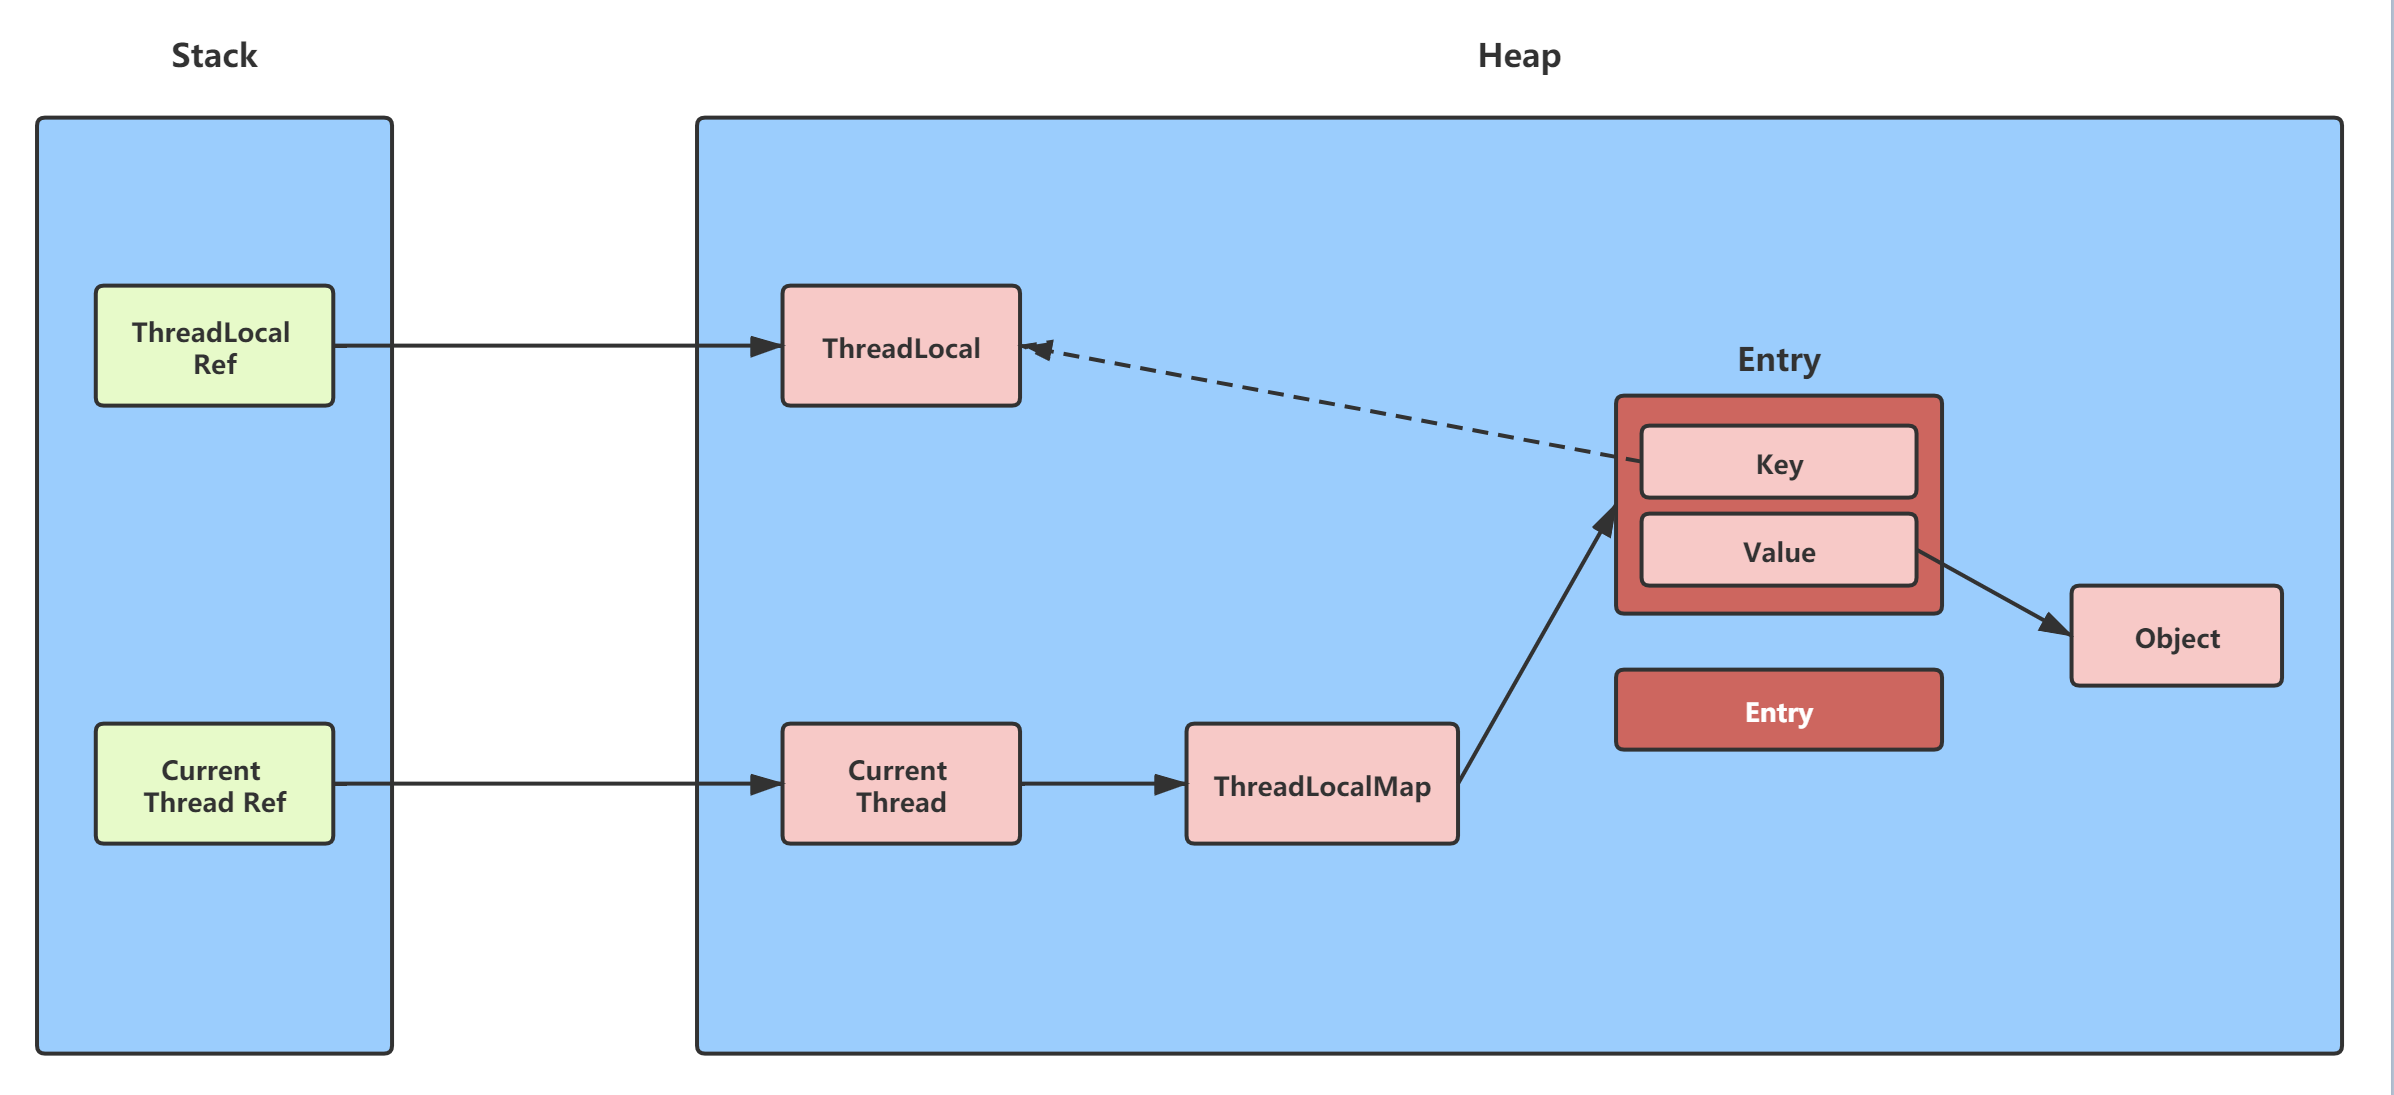 Stack
Heap
ThreadLocal
Ref
ThreadLocal
Entry
Key
Value
Object
Entry
Current
Thread Ref
Current
Thread
ThreadLocalMap